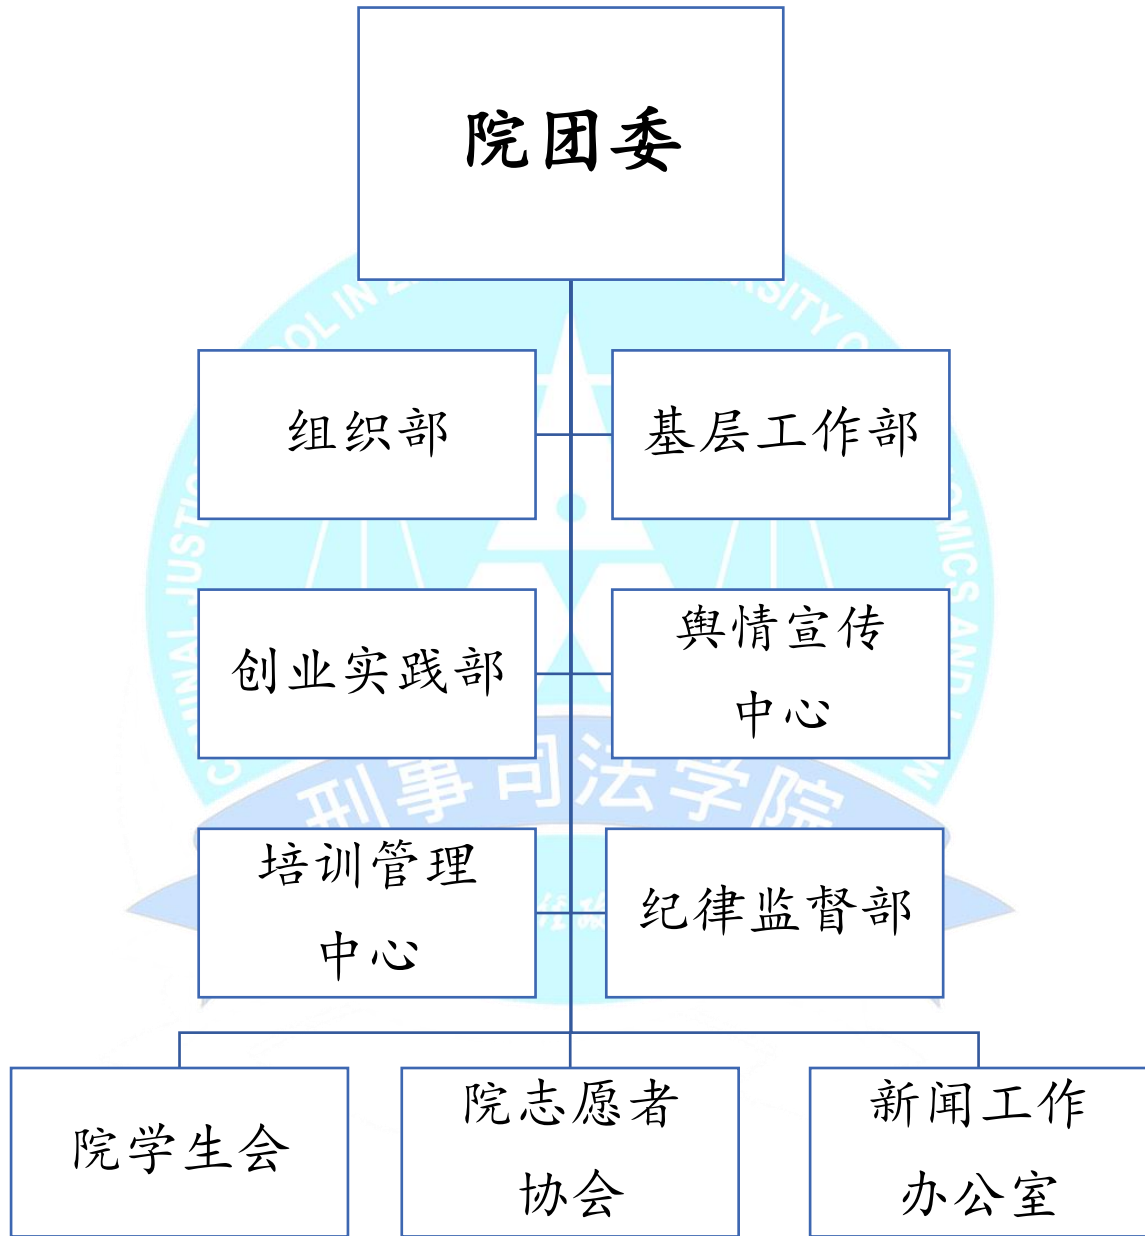 院团委
组织部
基层工作部
创业实践部
舆情宣传
中心
刑事司法学院
培训管理
中心
纪律监督部
院学生会
院志愿者
协会
新闻工作
办公室